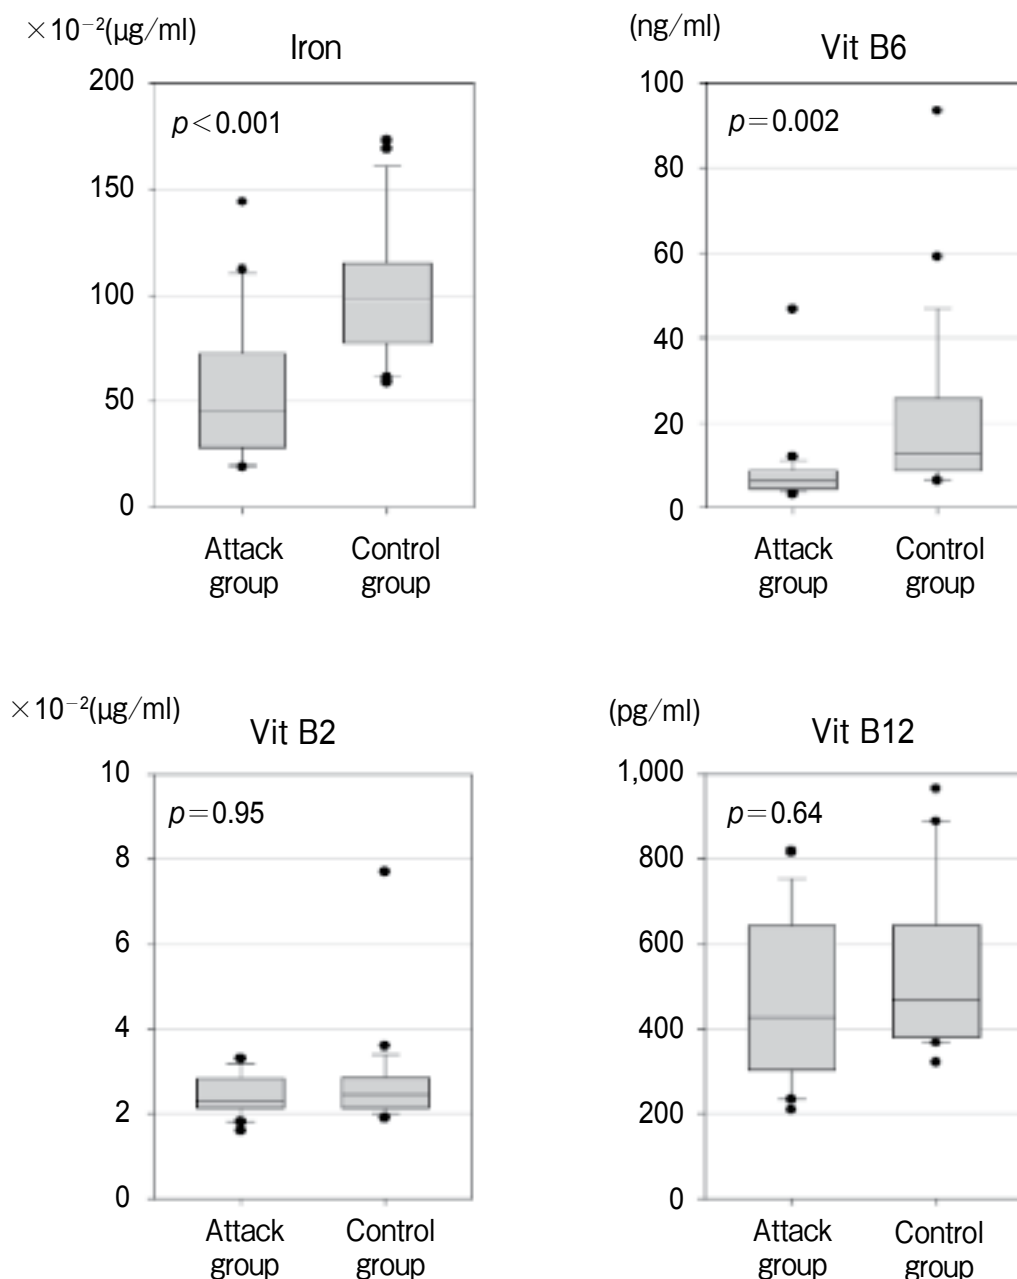 ×10⁻²(μg/ml)
Iron
200
150
100
50
0
p<0.001
Attack
group
Control
group
(ng/ml)
Vit B6
100
80
60
40
20
0
p=0.002
Attack
group
Control
group
×10⁻²(μg/ml)
Vit B2
10
8
6
4
2
0
p=0.95
Attack
group
Control
group
(pg/ml)
Vit B12
1,000
800
600
400
200
0
p=0.64
Attack
group
Control
group